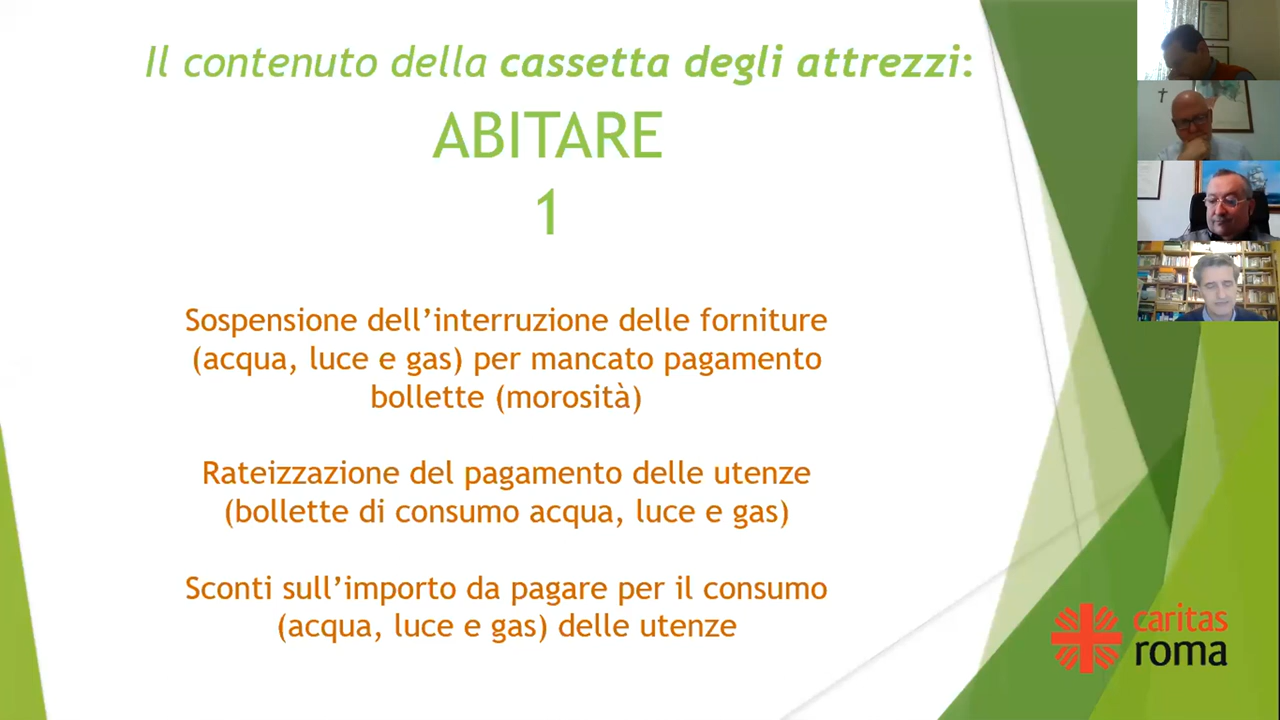 Il contenuto della cassetta degli attrezzi:
ABITARE
1
Sospensione dell’interruzione delle forniture
(acqua, luce e gas) per mancato pagamento
bollette (morosità)
Rateizzazione del pagamento delle utenze
(bollette di consumo acqua, luce e gas)
Sconti sull’importo da pagare per il consumo
(acqua, luce e gas) delle utenze
caritas
roma